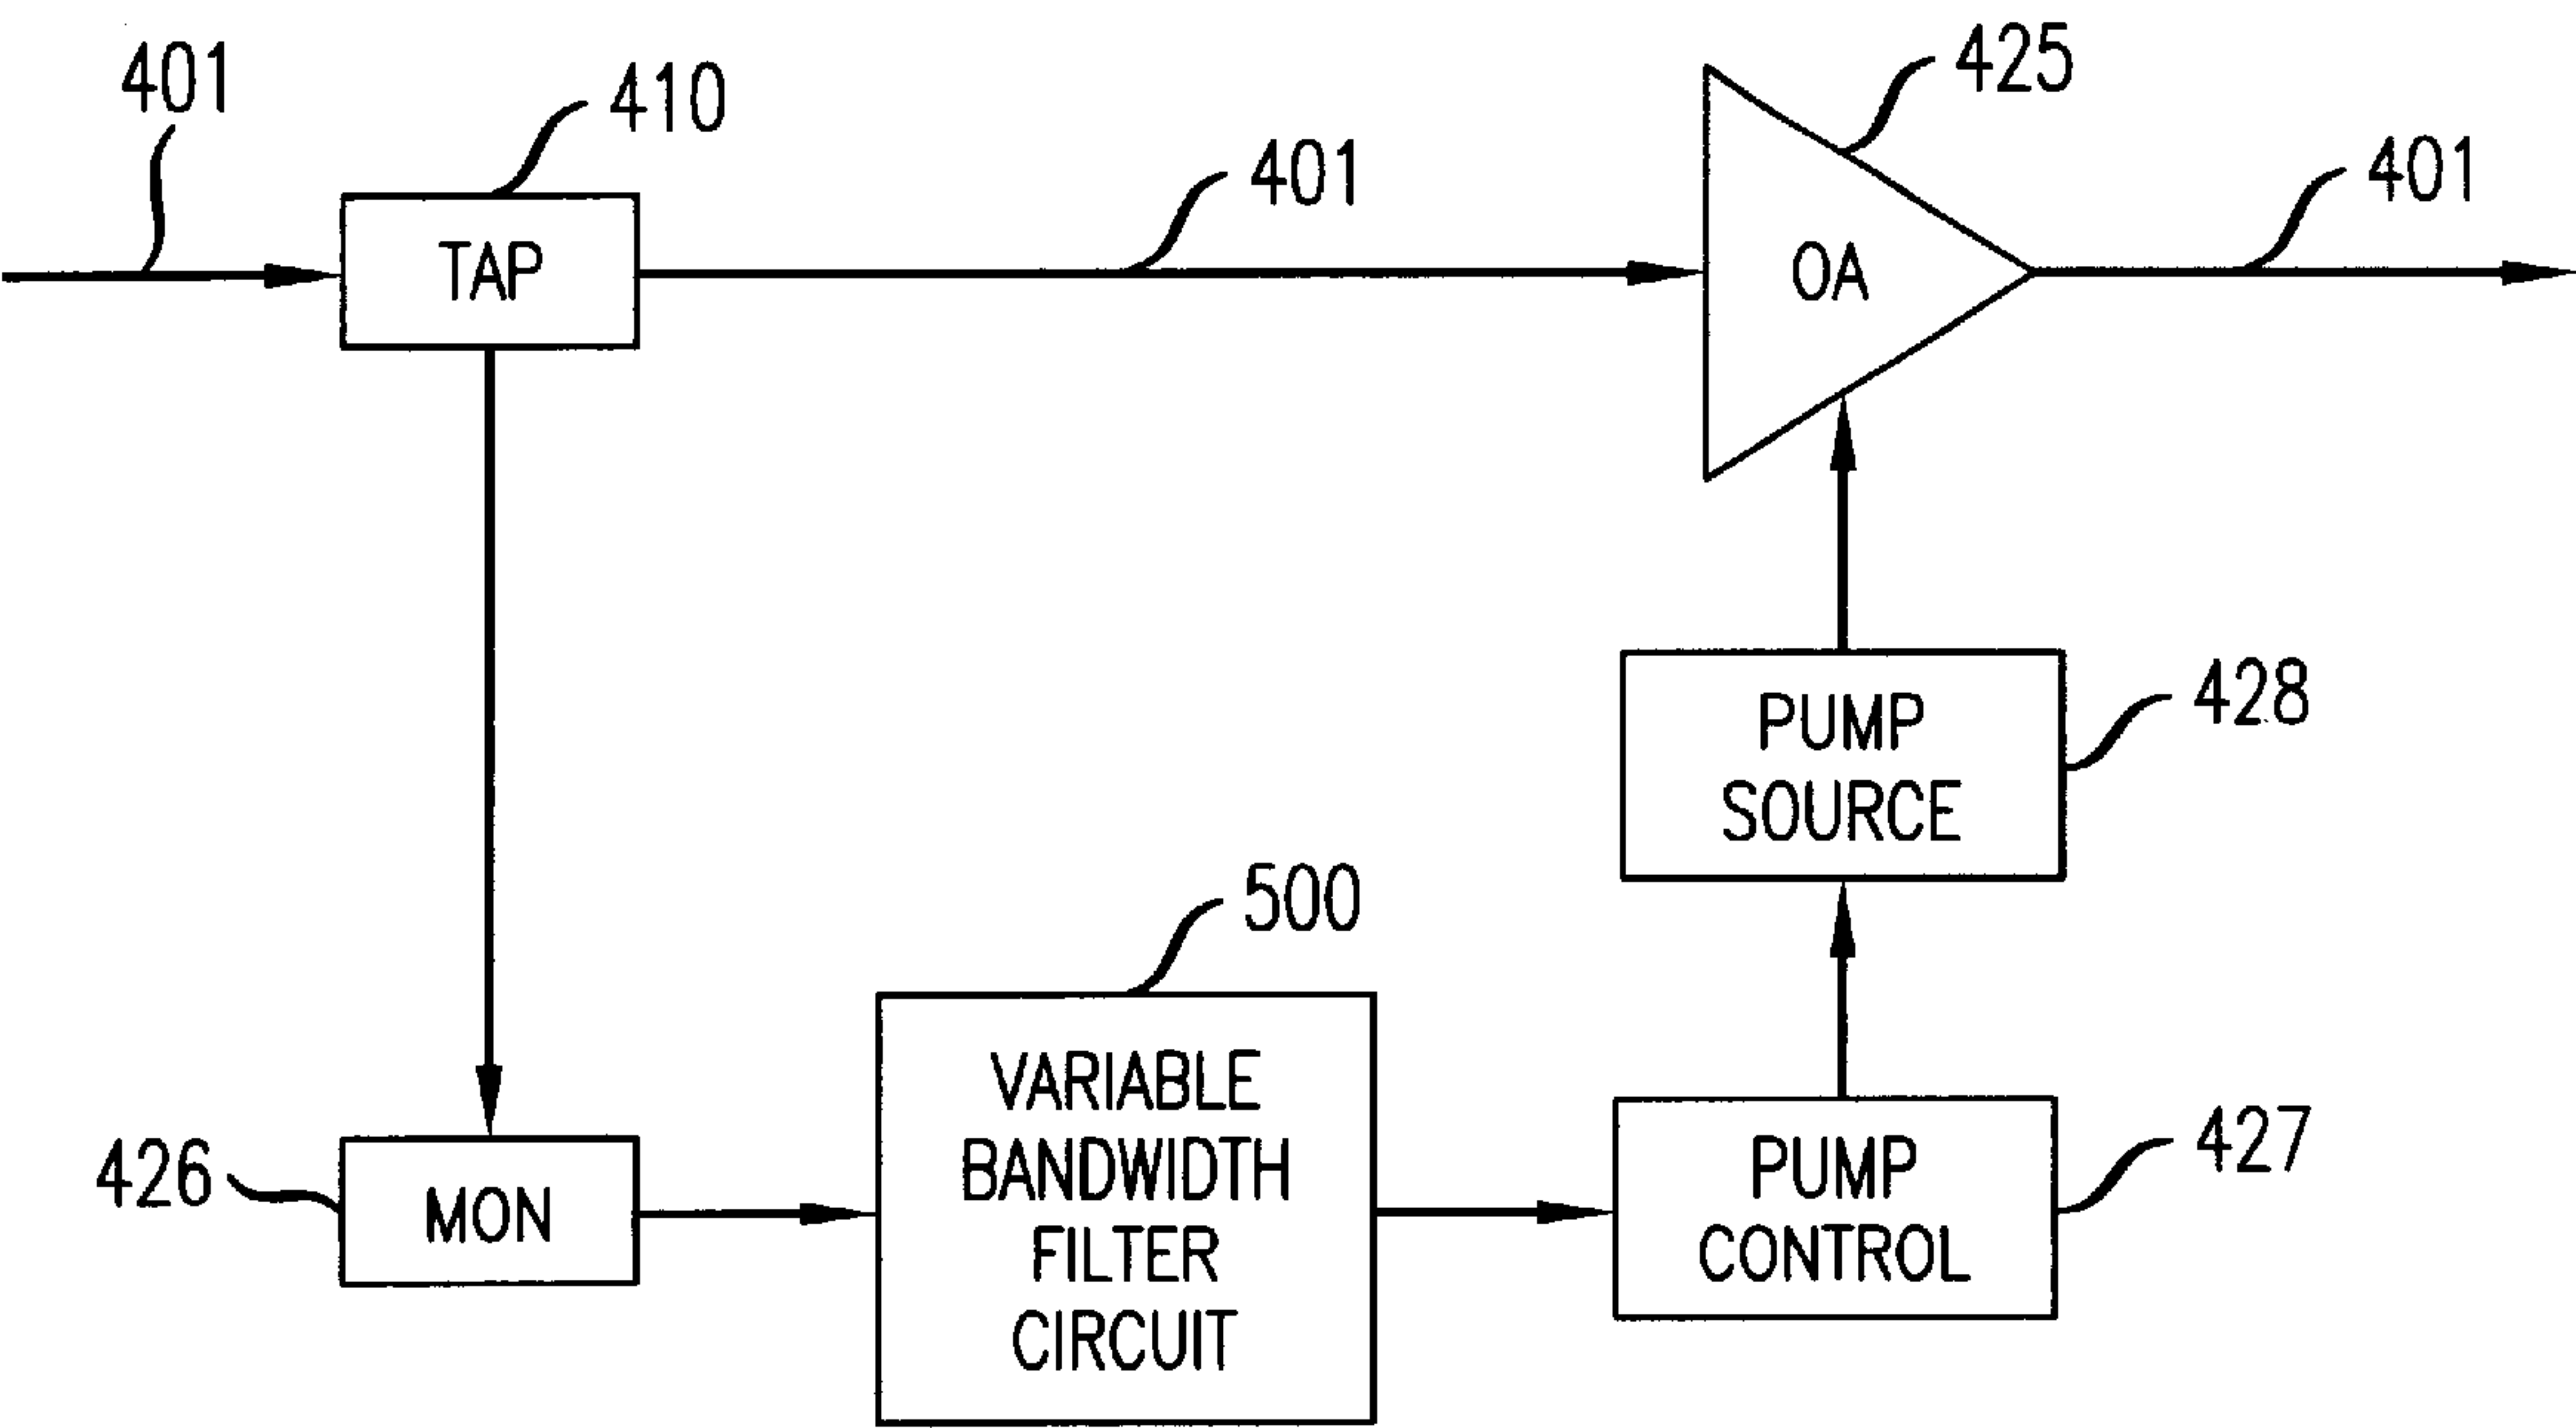 401
410
TAP
401
425
OA
401
PUMP
SOURCE
428
500
426
MON
VARIABLE
BANDWIDTH
FILTER
CIRCUIT
PUMP
CONTROL
427